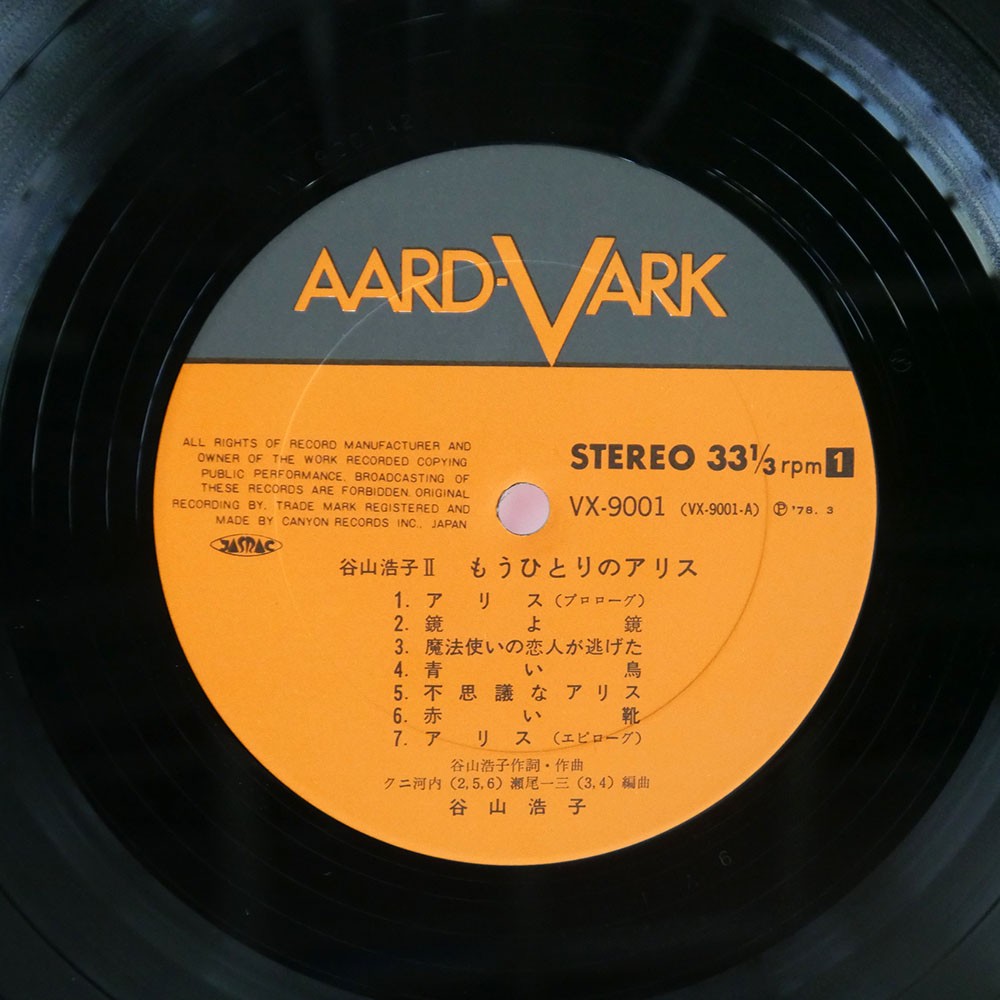 AARD-VARK
ALL RIGHTS OF RECORD MANUFACTURER AND
OWNER OF THE WORK RECORDED COPYING
PUBLIC PERFORMANCE, BROADCASTING OF
THESE RECORDS ARE FORBIDDEN. ORIGINAL
RECORDING BY, TRADE MARK REGISTERED AND
MADE BY CANYON RECORDS INC., JAPAN
JASRAC
STEREO 33 1/3 rpm 1
VX-9001 (VX-9001-A) Ⓟ '78. 3
谷山浩子Ⅱ もうひとりのアリス
1. アリス (プロローグ)
2. 鏡よ鏡
3. 魔法使いの恋人が逃げた
4. 青い鳥
5. 不思議なアリス
6. 赤い靴
7. アリス (エピローグ)
谷山浩子作詞・作曲
クニ河内 (2,5,6) 瀬尾一三 (3,4) 編曲
谷山浩子